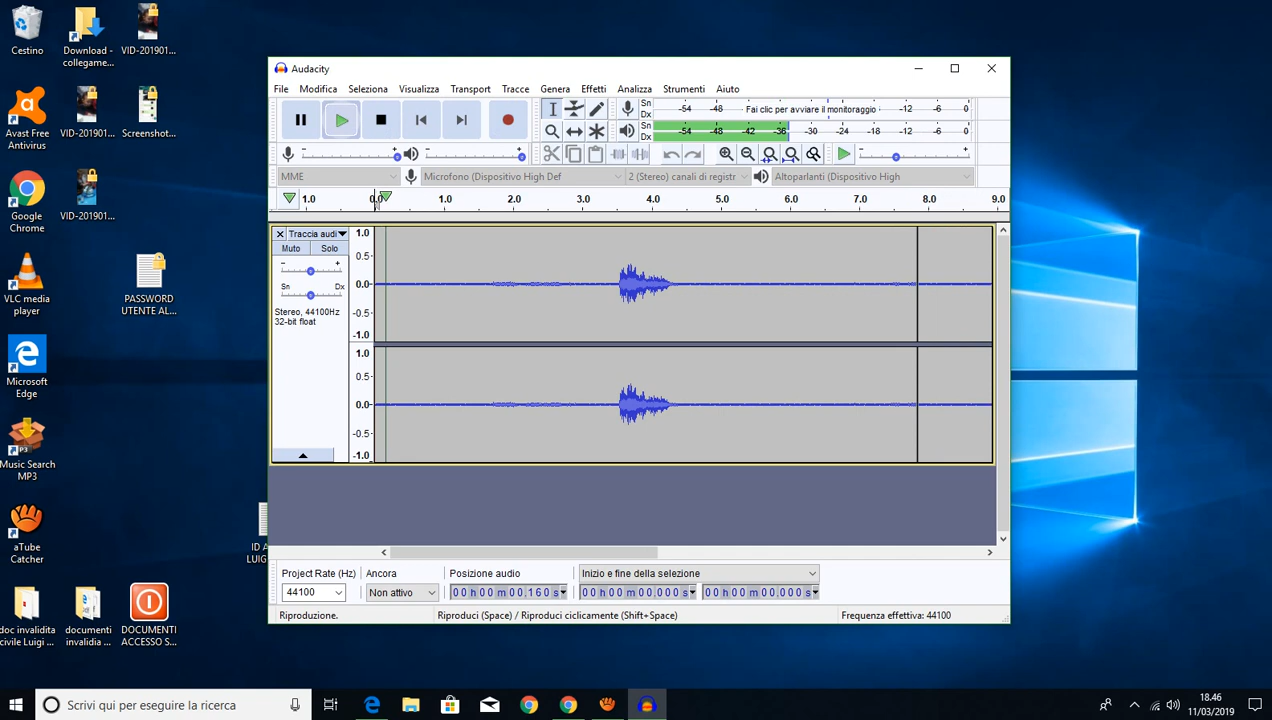 Cestino
Download -
collegame...
VID-201901...
Avast Free
Antivirus
VID-201901...
Screenshot...
Google
Chrome
VID-201901...
VLC media
player
PASSWORD
UTENTE AL...
Microsoft
Edge
Music Search
MP3
aTube
Catcher
doc invalidita
civile Luigi ...
documenti
invalidia ...
DOCUMENTI
ACCESSO S...
Audacity
File Modifica Seleziona Visualizza Transport Tracce Genera Effetti Analizza Strumenti Aiuto
Sn
Dx
-54 -48 Fai clic per avviare il monitoraggio -12 -6 0
Sn
Dx
-54 -48 -42 -36 -30 -24 -18 -12 -6 0
MME Microfono (Dispositivo High Def 2 (Stereo) canali di registr Altoparlanti (Dispositivo High
1.0 0.0 1.0 2.0 3.0 4.0 5.0 6.0 7.0 8.0 9.0
Traccia audi
Muto Solo
- +
Sn Dx
Stereo, 44100Hz
32-bit float
1.0
0.5-
0.0-
-0.5-
-1.0
1.0
0.5-
0.0-
-0.5-
-1.0
Project Rate (Hz) Ancora Posizione audio Inizio e fine della selezione
44100 Non attivo 00 h 00 m 00.160 s 00 h 00 m 00.000 s 00 h 00 m 00.000 s
Riproduzione. Riproduci (Space) / Riproduci ciclicamente (Shift+Space) Frequenza effettiva: 44100
Scrivi qui per eseguire la ricerca
18.46
11/03/2019